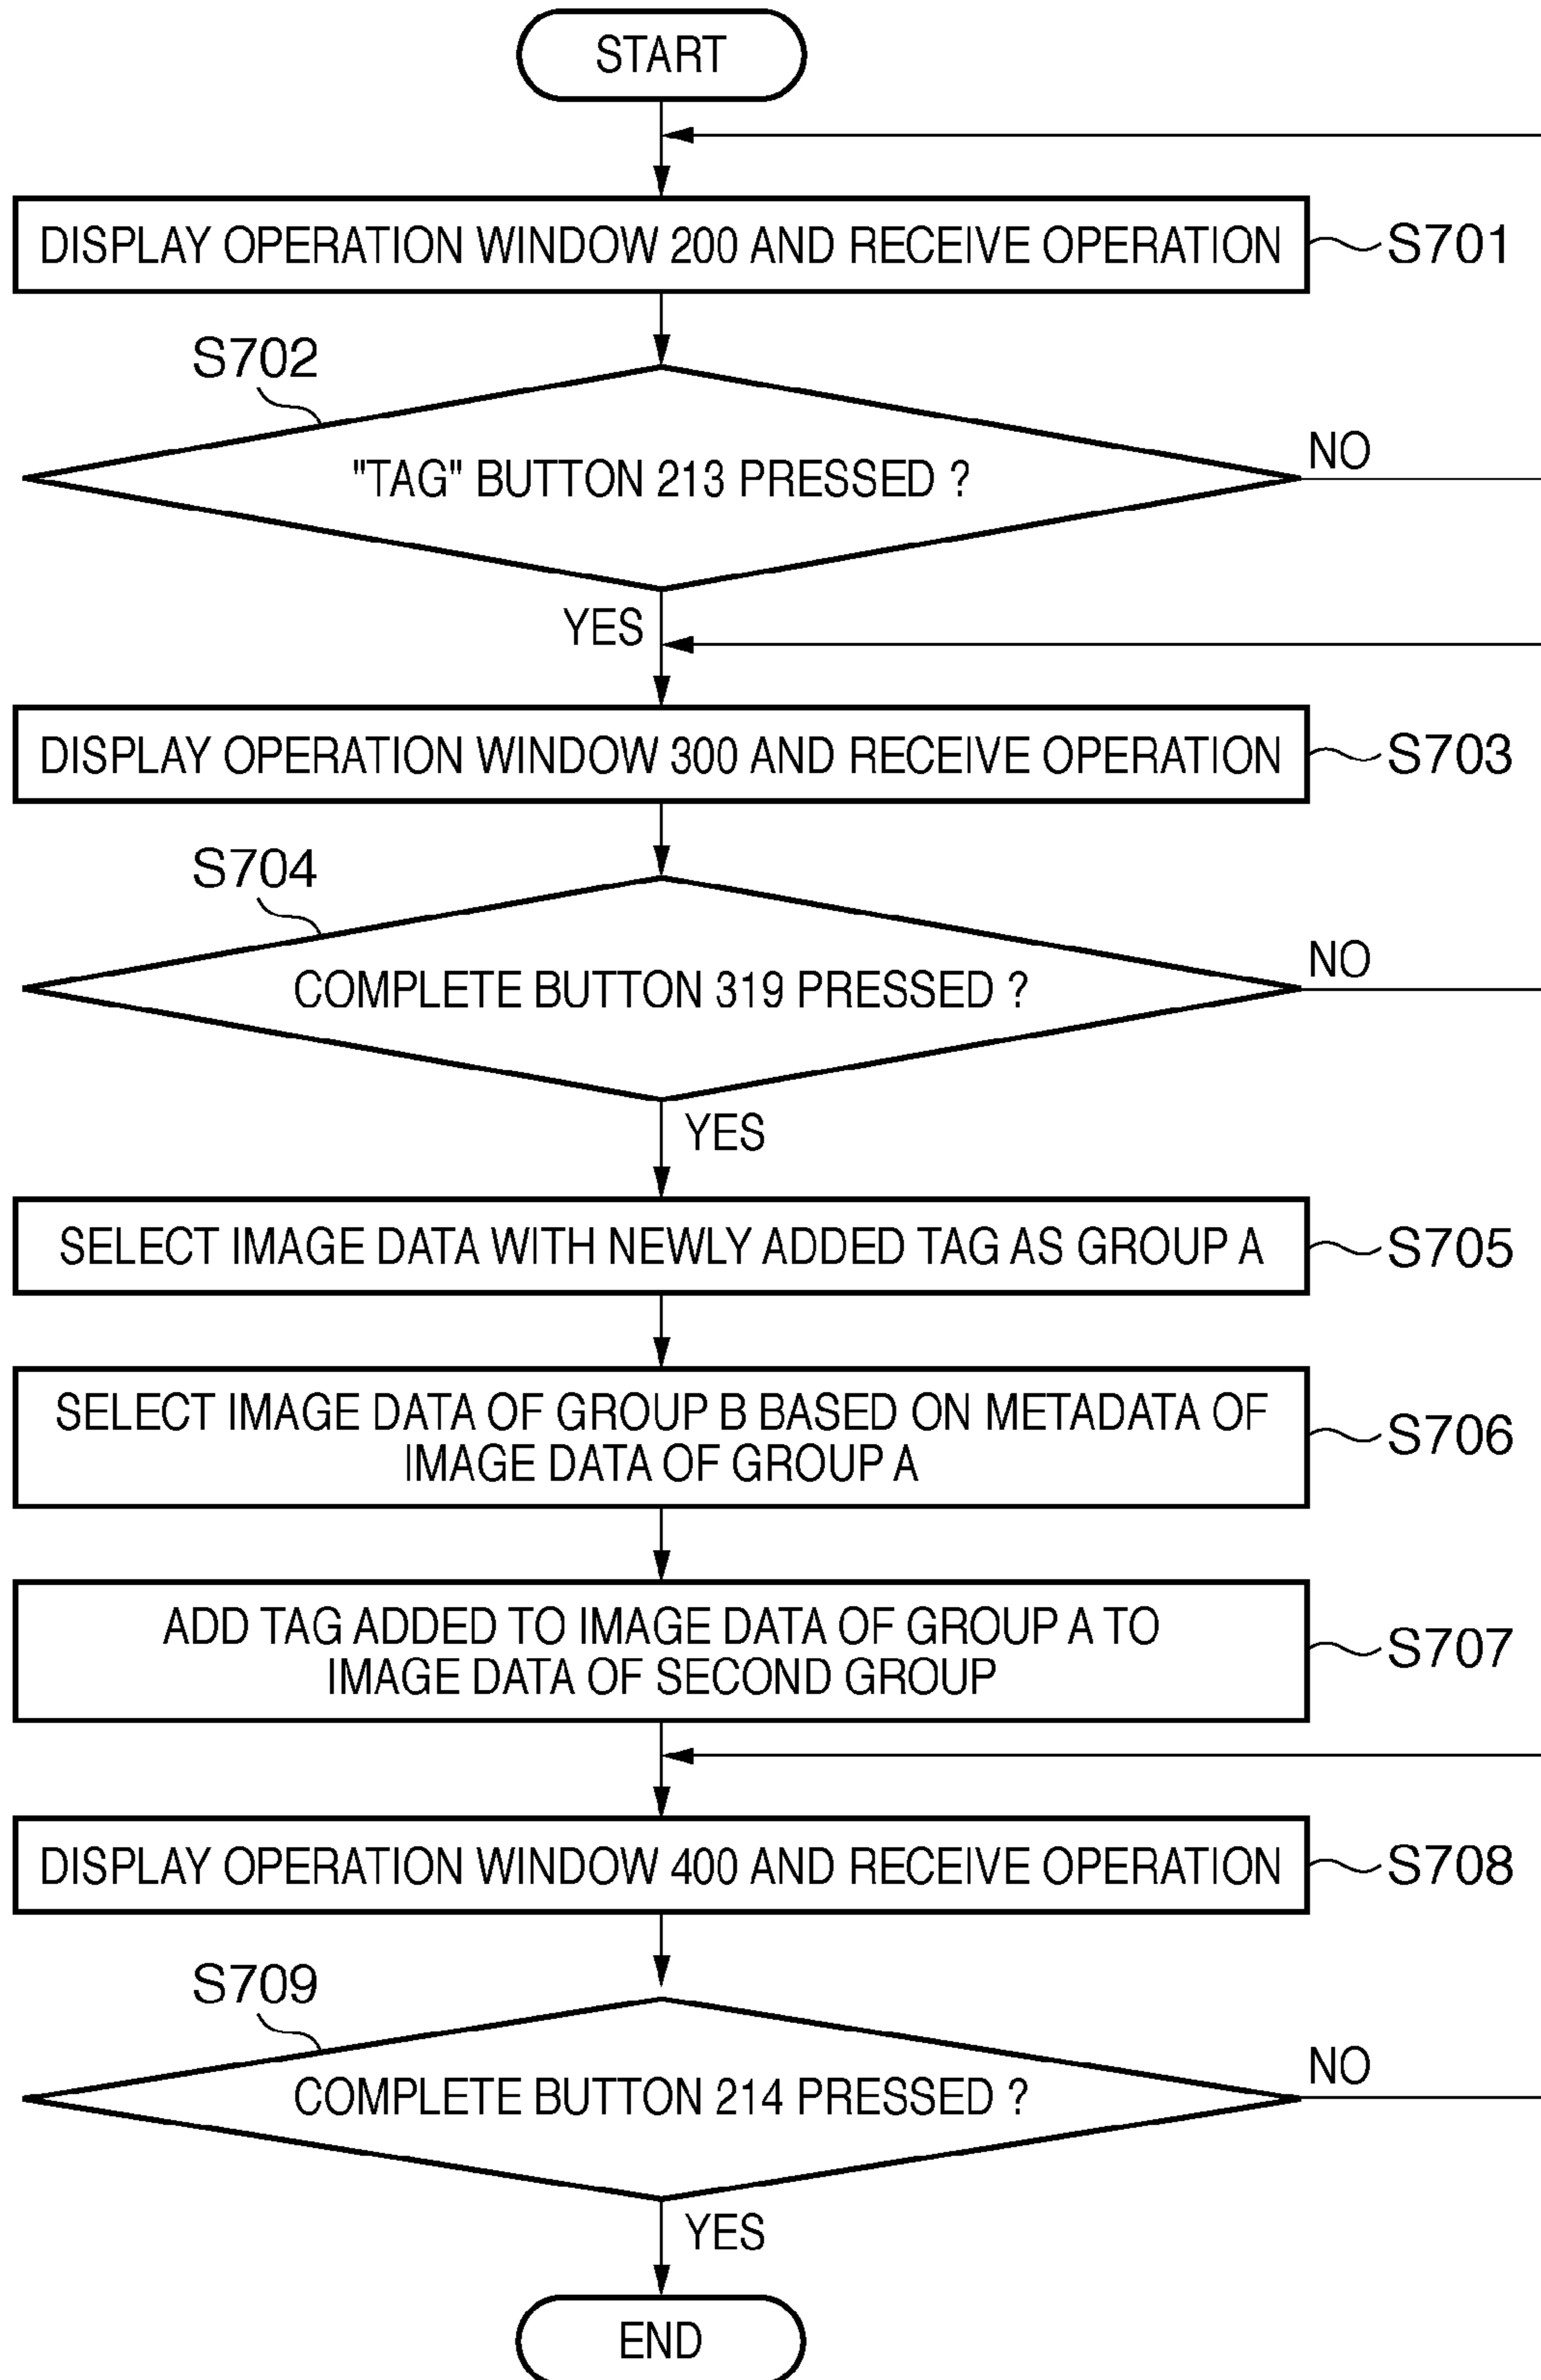 START
DISPLAY OPERATION WINDOW 200 AND RECEIVE OPERATION
S701
S702
"TAG" BUTTON 213 PRESSED ?
NO
YES
DISPLAY OPERATION WINDOW 300 AND RECEIVE OPERATION
S703
S704
COMPLETE BUTTON 319 PRESSED ?
NO
YES
SELECT IMAGE DATA WITH NEWLY ADDED TAG AS GROUP A
S705
SELECT IMAGE DATA OF GROUP B BASED ON METADATA OF
IMAGE DATA OF GROUP A
S706
ADD TAG ADDED TO IMAGE DATA OF GROUP A TO
IMAGE DATA OF SECOND GROUP
S707
DISPLAY OPERATION WINDOW 400 AND RECEIVE OPERATION
S708
S709
COMPLETE BUTTON 214 PRESSED ?
NO
YES
END